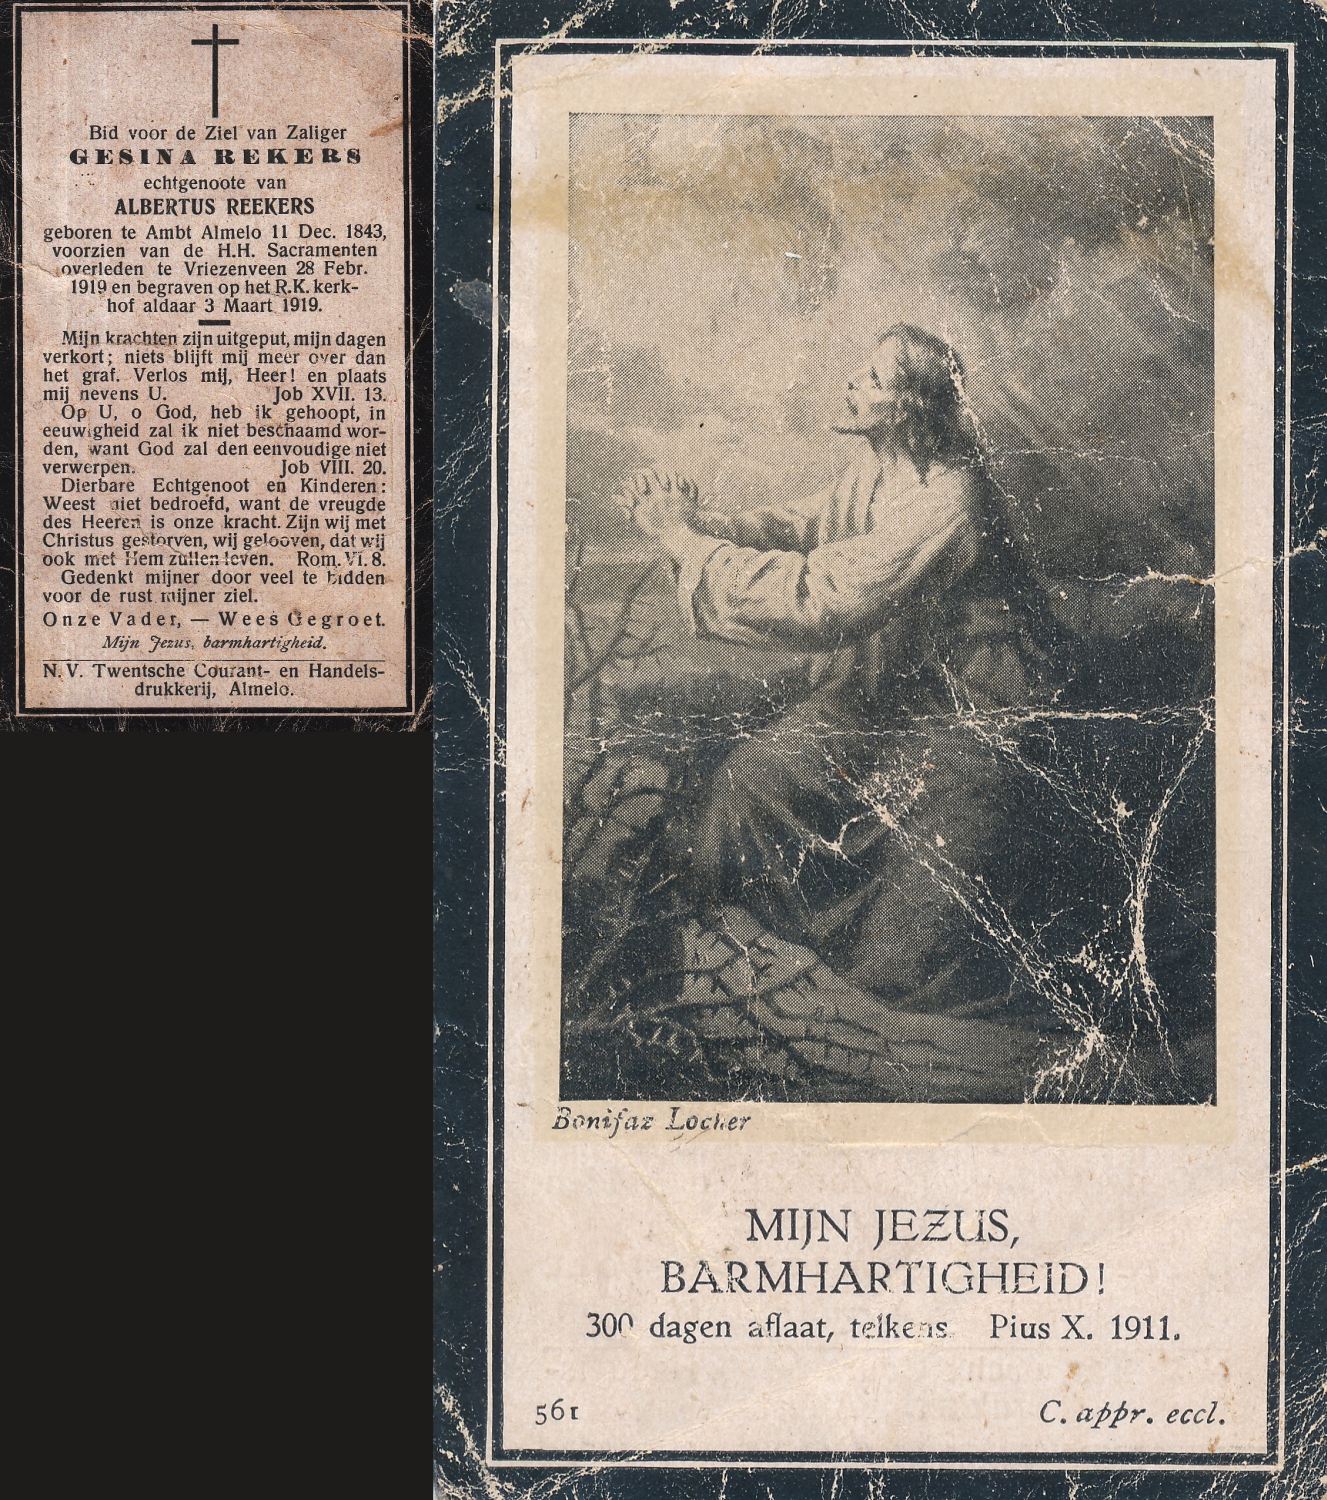 Bid voor de Ziel van Zaliger
GESINA REKERS
echtgenoote van
ALBERTUS REEKERS
geboren te Ambt Almelo 11 Dec. 1843,
voorzien van de H.H. Sacramenten
overleden te Vriezenveen 28 Febr.
1919 en begraven op het R.K. kerk-
hof aldaar 3 Maart 1919.
Mijn krachten zijn uitgeput, mijn dagen
verkort; niets blijft mij meer over dan
het graf. Verlos mij, Heer! en plaats
mij nevens U. Job XVII. 13.
Op U, o God, heb ik gehoopt, in
eeuwigheid zal ik niet beschaamd wor-
den, want God zal den eenvoudige niet
verwerpen. Job VIII. 20.
Dierbare Echtgenoot en Kinderen:
Weest niet bedroefd, want de vreugde
des Heeren is onze kracht. Zijn wij met
Christus gestorven, wij gelooven, dat wij
ook met Hem zullen leven. Rom. VI. 8.
Gedenkt mijner door veel te bidden
voor de rust mijner ziel.
Onze Vader, — Wees Gegroet.
Mijn Jezus, barmhartigheid.
N.V. Twentsche Courant- en Handels-
drukkerij, Almelo.
Bonifaz Locher
MIJN JEZUS,
BARMHARTIGHEID!
300 dagen aflaat, telkens. Pius X. 1911.
561
C. appr. eccl.